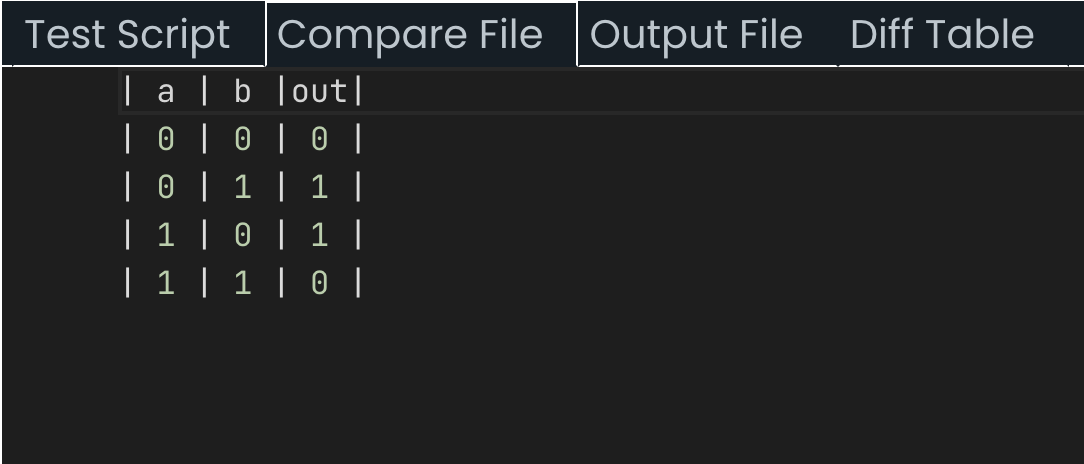 Test Script Compare File Output File Diff Table
| a | b |out|
| 0 | 0 | 0 |
| 0 | 1 | 1 |
| 1 | 0 | 1 |
| 1 | 1 | 0 |